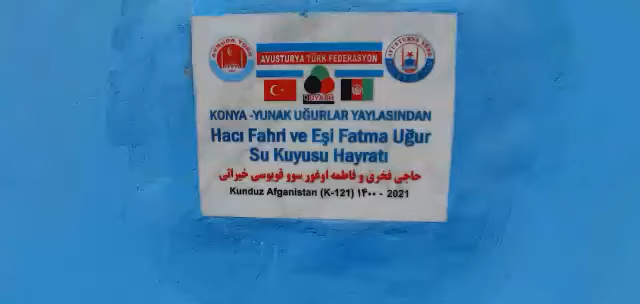 AVUSTURYA TÜRK FEDERASYON
KONYA -YUNAK UĞURLAR YAYLASINDAN
Hacı Fahri ve Eşi Fatma Uğur
Su Kuyusu Hayratı
حاجی فخری و فاطمه اوغور سوو قویوسی خیراتی
Kunduz Afganistan (K-121) ۱۴۰۰ - 2021